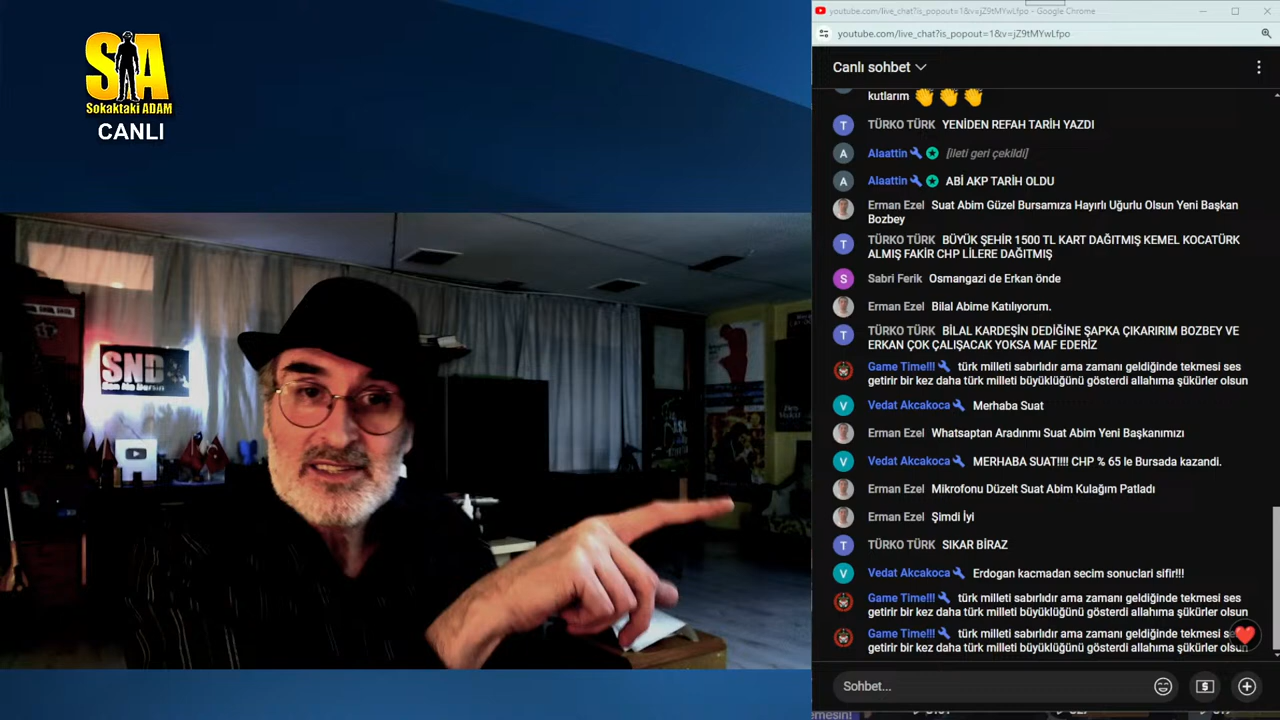 youtube.com/live_chat?is_popout=1&v=jZ9tMYwLfpo - Google Chrome
youtube.com/live_chat?is_popout=1&v=jZ9tMYwLfpo
SA
Sokaktaki ADAM
CANLI
SND
Sen Ne Dersin
Canlı sohbet
kutlarım 👏👏👏
T TÜRKO TÜRK YENİDEN REFAH TARİH YAZDI
A Alaattin [ileti geri çekildi]
A Alaattin ABİ AKP TARİH OLDU
Erman Ezel Suat Abim Güzel Bursamıza Hayırlı Uğurlu Olsun Yeni Başkan
Bozbey
T TÜRKO TÜRK BÜYÜK ŞEHİR 1500 TL KART DAĞITMIŞ KEMEL KOCATÜRK
ALMIŞ FAKİR CHP LİLERE DAĞITMIŞ
S Sabri Ferik Osmangazi de Erkan önde
Erman Ezel Bilal Abime Katılıyorum.
T TÜRKO TÜRK BİLAL KARDEŞİN DEDİĞİNE ŞAPKA ÇIKARIRIM BOZBEY VE
ERKAN ÇOK ÇALIŞACAK YOKSA MAF EDERİZ
Game Time!!! türk milleti sabırlıdır ama zamanı geldiğinde tekmesi ses
getirir bir kez daha türk milleti büyüklüğünü gösterdi allahıma şükürler olsun
V Vedat Akcakoca Merhaba Suat
Erman Ezel Whatsaptan Aradınmı Suat Abim Yeni Başkanımızı
V Vedat Akcakoca MERHABA SUAT!!!! CHP % 65 le Bursada kazandi.
Erman Ezel Mikrofonu Düzelt Suat Abim Kulağım Patladı
Erman Ezel Şimdi İyi
T TÜRKO TÜRK SIKAR BİRAZ
V Vedat Akcakoca Erdogan kacmadan secim sonuclari sifir!!!
Game Time!!! türk milleti sabırlıdır ama zamanı geldiğinde tekmesi ses
getirir bir kez daha türk milleti büyüklüğünü gösterdi allahıma şükürler olsun
Game Time!!! türk milleti sabırlıdır ama zamanı geldiğinde tekmesi ses
getirir bir kez daha türk milleti büyüklüğünü gösterdi allahıma şükürler olsun
Sohbet...